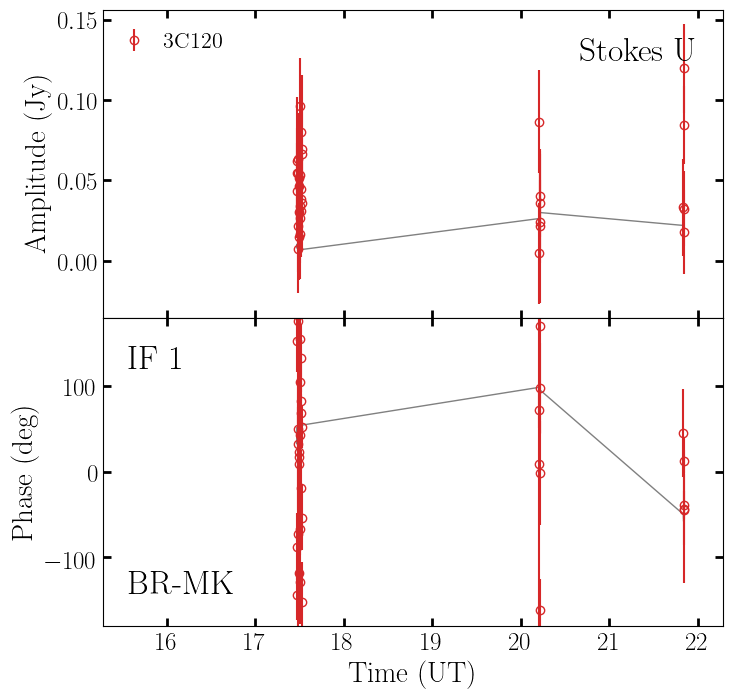 0.15
3C120
Stokes U
0.10
0.05
0.00
Amplitude (Jy)
IF 1
100
0
−100
Phase (deg)
BR-MK
16 17 18 19 20 21 22
Time (UT)